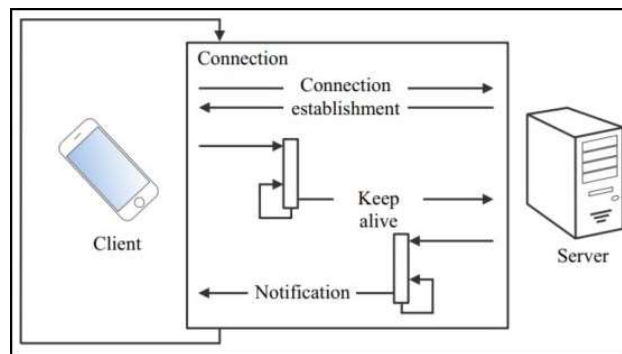 Connection
Connection
establishment
Keep
alive
Client
Server
Notification